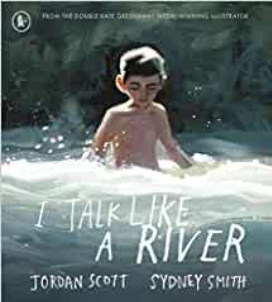 FROM THE DOUBLE KATE GREENAWAY MEDAL-WINNING ILLUSTRATOR
I TALK LIKE
A RIVER
JORDAN SCOTT SYDNEY SMITH